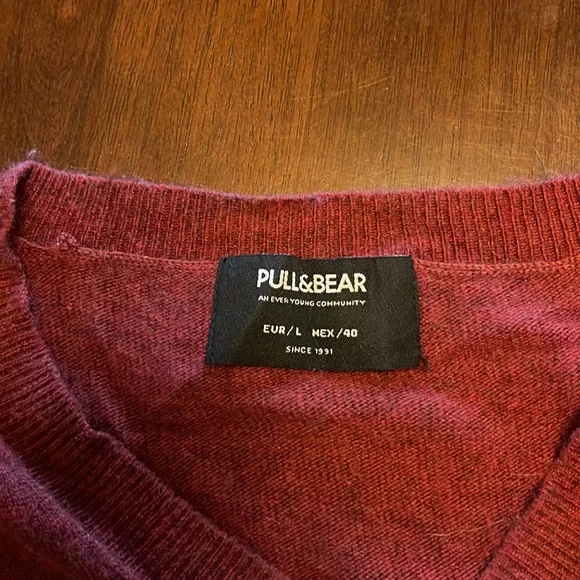 PULL&BEAR
AN EVER YOUNG COMMUNITY
EUR/L MEX/40
SINCE 1991